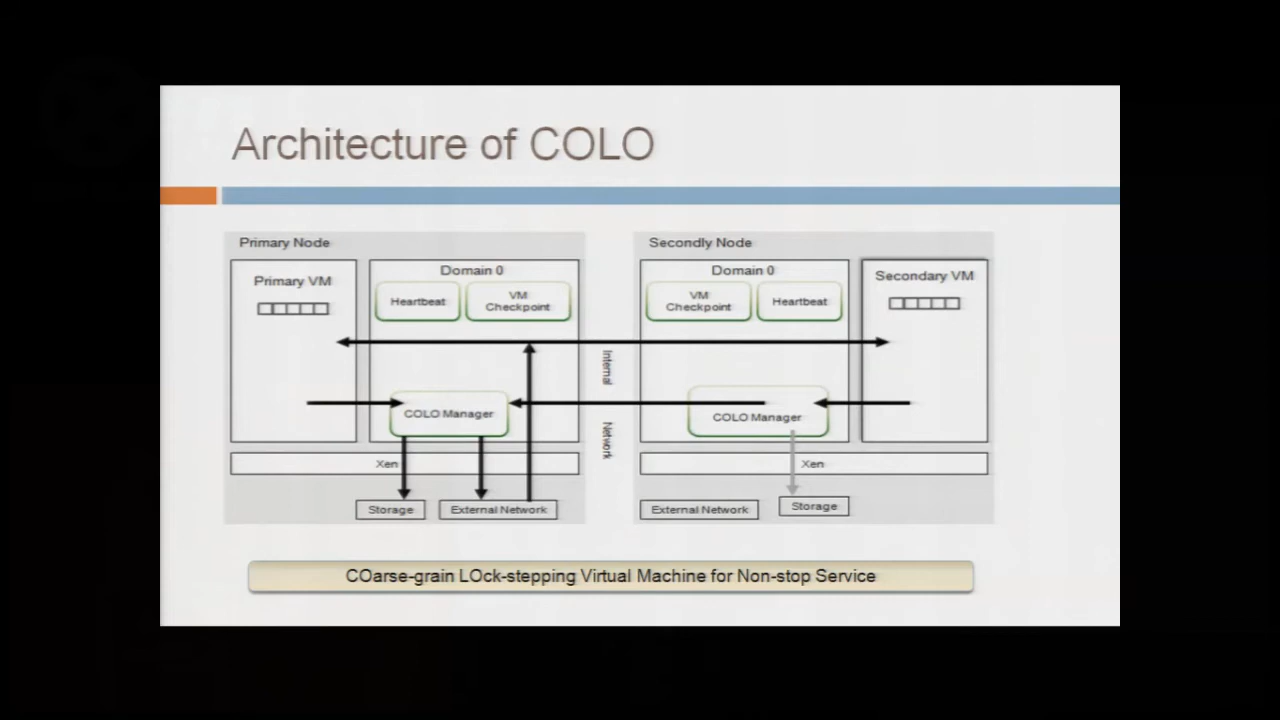 Architecture of COLO
Primary Node
Primary VM
Domain 0
Heartbeat
VM
Checkpoint
COLO Manager
Xen
Storage
External Network
Internal
Network
Secondly Node
Domain 0
VM
Checkpoint
Heartbeat
COLO Manager
Secondary VM
Xen
External Network
Storage
COarse-grain LOck-stepping Virtual Machine for Non-stop Service